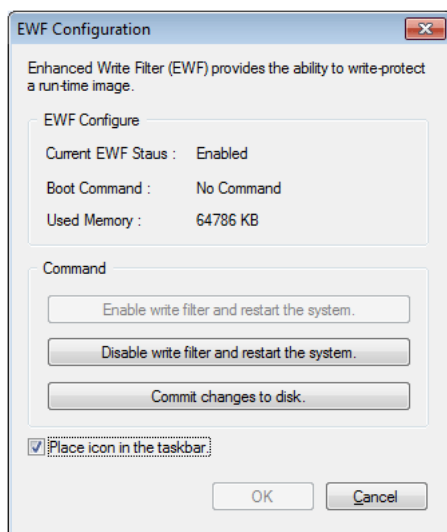 EWF Configuration
Enhanced Write Filter (EWF) provides the ability to write-protect
a run-time image.
EWF Configure
Current EWF Staus : Enabled
Boot Command : No Command
Used Memory : 64786 KB
Command
Enable write filter and restart the system.
Disable write filter and restart the system.
Commit changes to disk.
Place icon in the taskbar.
OK Cancel